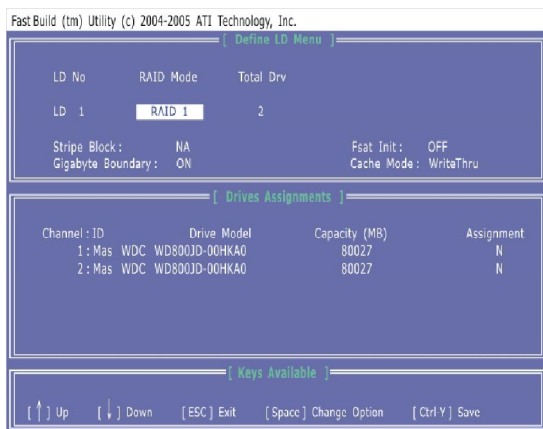 Fast Build (tm) Utility (c) 2004-2005 ATI Technology, Inc.
[ Define LD Menu ]
LD No RAID Mode Total Drv
LD 1 RAID 1 2
Stripe Block : NA Fsat Init : OFF
Gigabyte Boundary : ON Cache Mode : WriteThru
[ Drives Assignments ]
Channel : ID Drive Model Capacity (MB) Assignment
1 : Mas WDC WD800JD-00HKA0 80027 N
2 : Mas WDC WD800JD-00HKA0 80027 N
[ Keys Available ]
[ ↑ ] Up [ ↓ ] Down [ ESC ] Exit [ Space ] Change Option [ Ctrl-Y ] Save